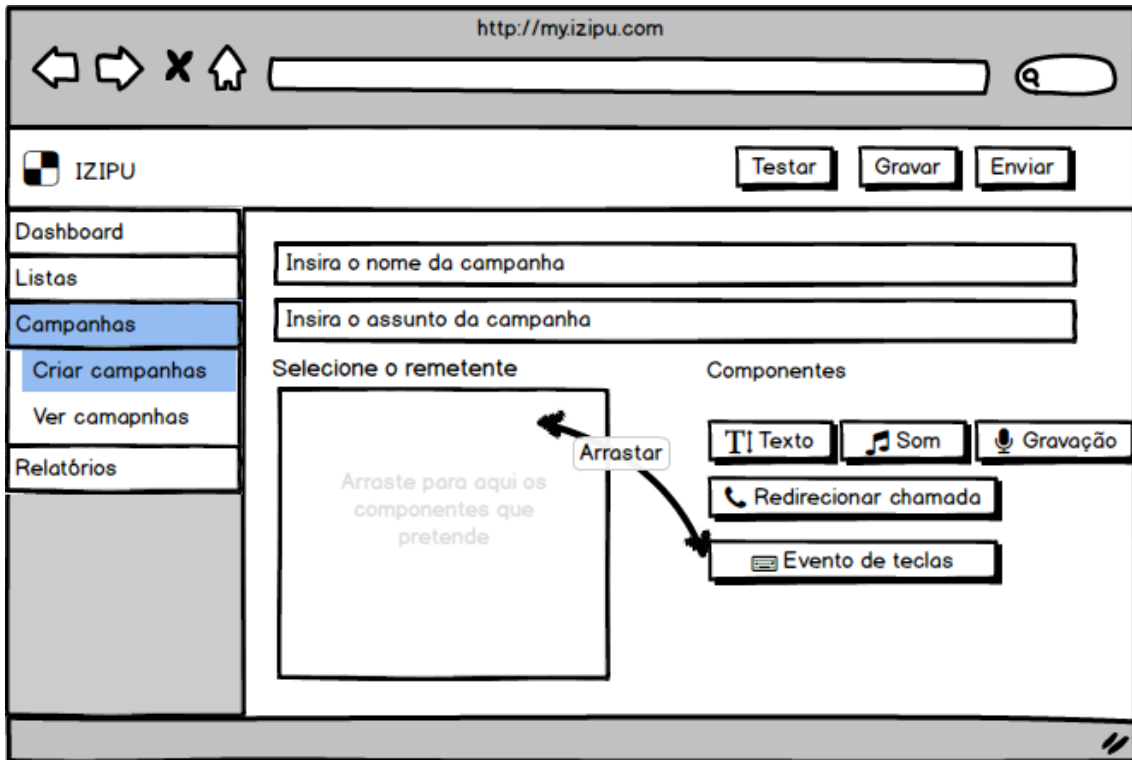 http://my.izipu.com
IZIPU
Testar
Gravar
Enviar
Dashboard
Listas
Campanhas
Criar campanhas
Ver camapnhas
Relatórios
Insira o nome da campanha
Insira o assunto da campanha
Selecione o remetente
Componentes
Arraste para aqui os
componentes que
pretende
Arrastar
T Texto
Som
Gravação
Redirecionar chamada
Evento de teclas